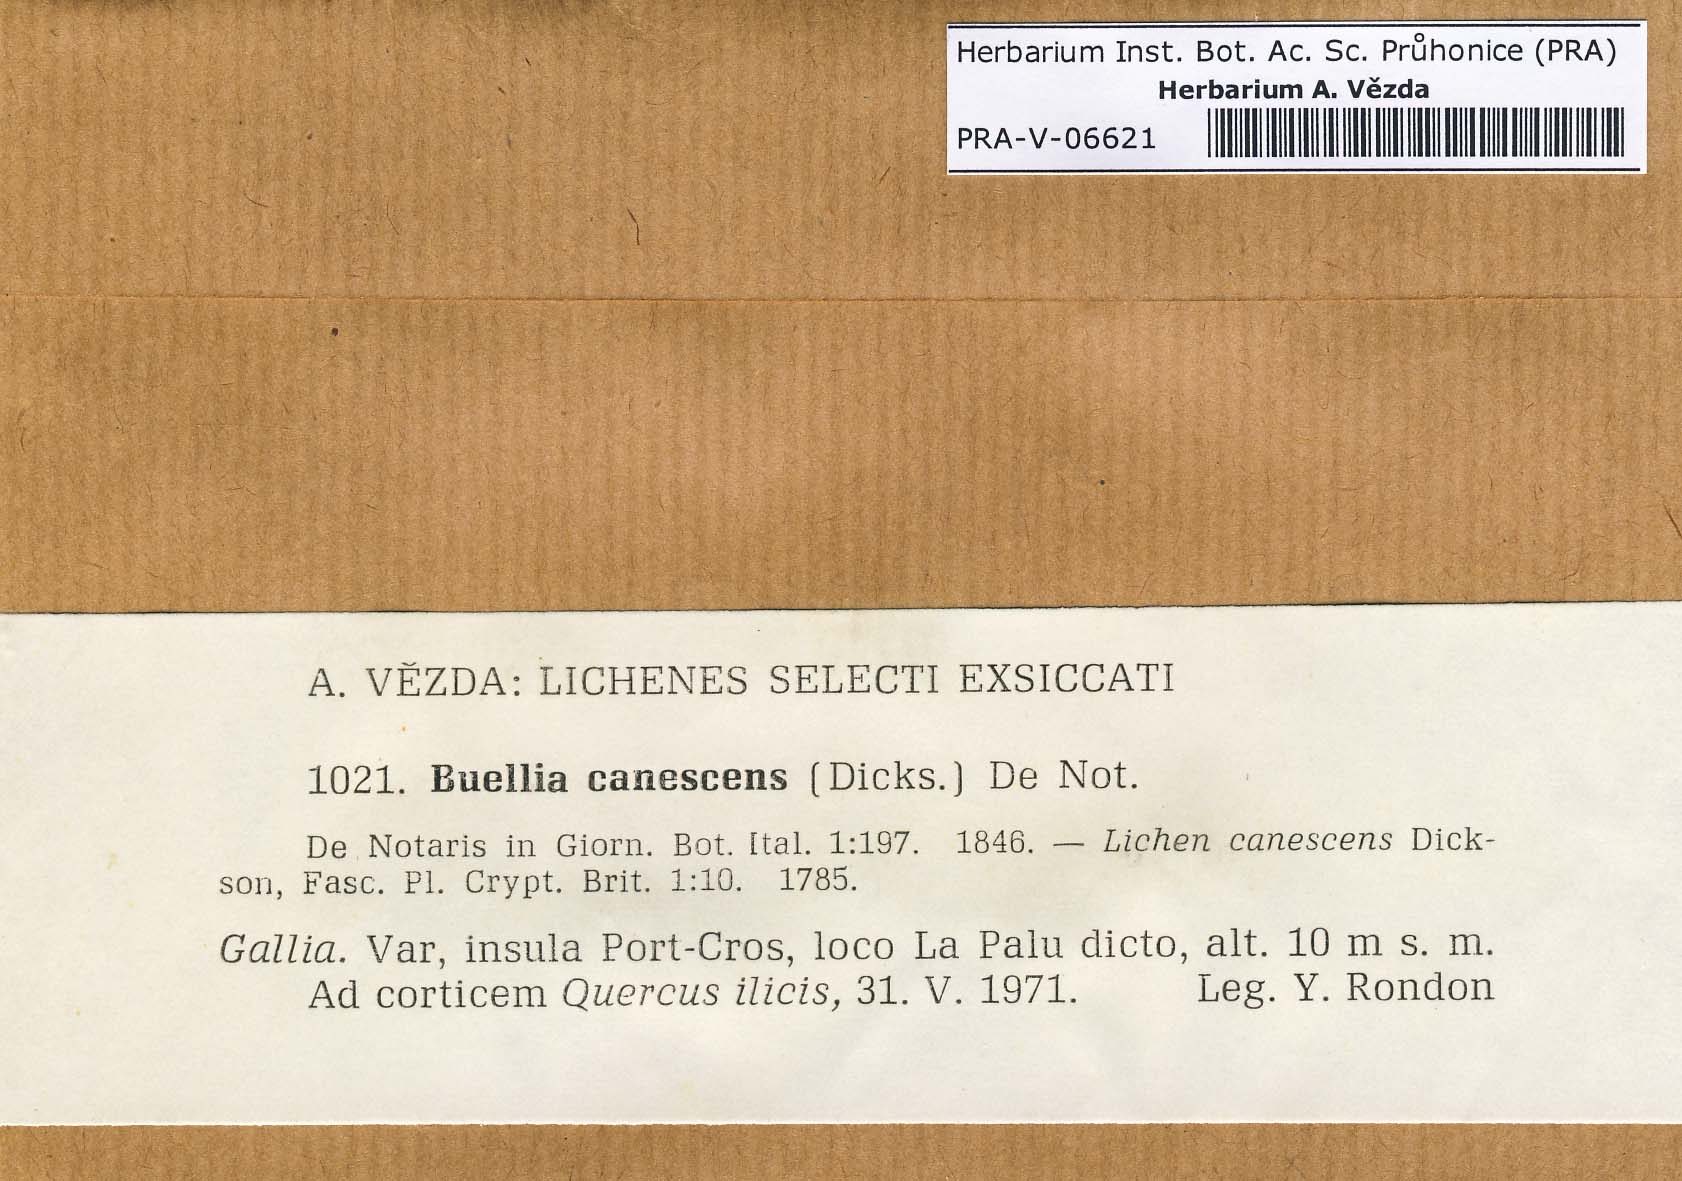 Herbarium Inst. Bot. Ac. Sc. Průhonice (PRA)
Herbarium A. Vězda
PRA-V-06621
A. VĚZDA: LICHENES SELECTI EXSICCATI
1021. Buellia canescens (Dicks.) De Not.
De Notaris in Giorn. Bot. Ital. 1:197. 1846. — Lichen canescens Dick-
son, Fasc. Pl. Crypt. Brit. 1:10. 1785.
Gallia. Var, insula Port-Cros, loco La Palu dicto, alt. 10 m s. m.
Ad corticem Quercus ilicis, 31. V. 1971. Leg. Y. Rondon